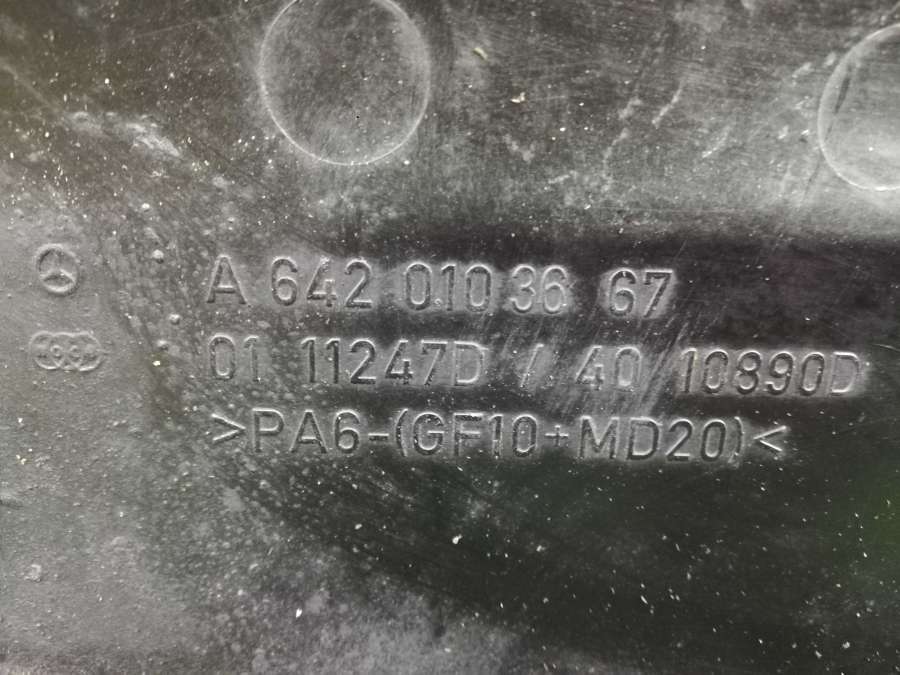 A 642 010 36 67
01 11247D / 40 10890D
>PA6-(GF10+MD20)<